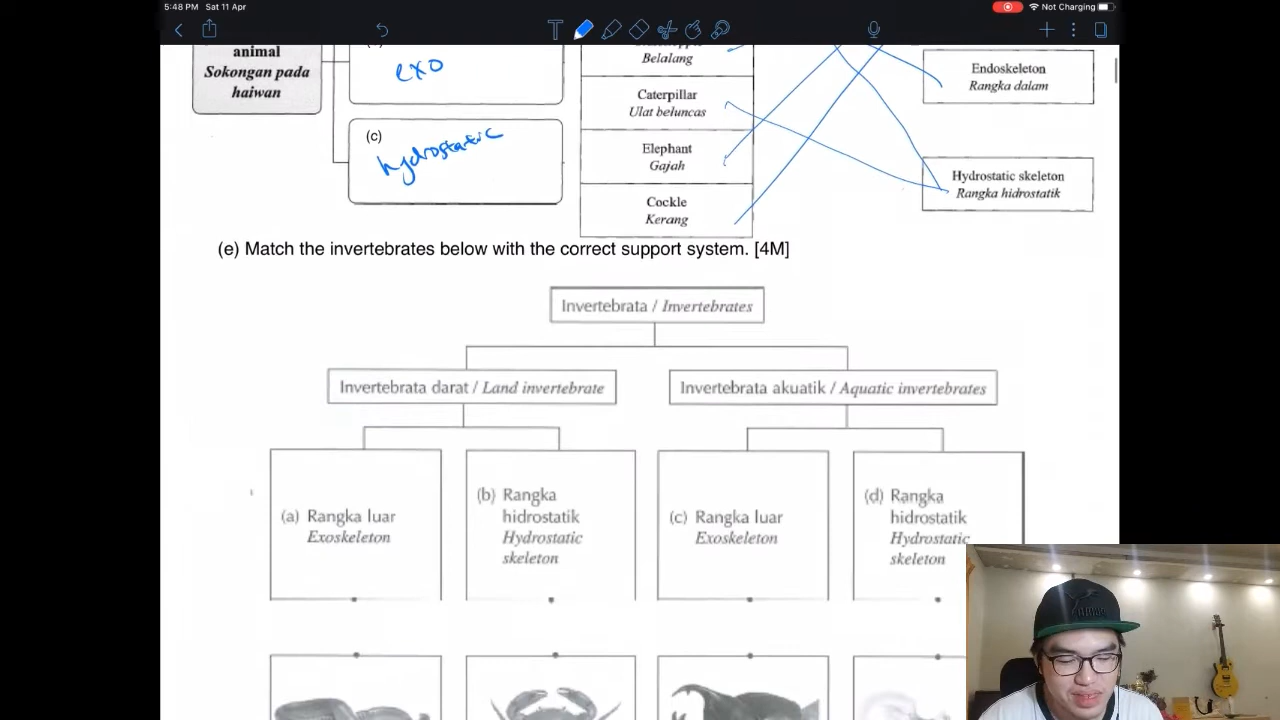 5:48 PM Sat 11 Apr
Not Charging
T
animal
Sokongan pada
haiwan
exo
(c)
hydrostatic
Belalang
Caterpillar
Ulat beluncas
Elephant
Gajah
Cockle
Kerang
Endoskeleton
Rangka dalam
Hydrostatic skeleton
Rangka hidrostatik
(e) Match the invertebrates below with the correct support system. [4M]
Invertebrata / Invertebrates
Invertebrata darat / Land invertebrate
Invertebrata akuatik / Aquatic invertebrates
(a) Rangka luar
Exoskeleton
(b) Rangka
hidrostatik
Hydrostatic
skeleton
(c) Rangka luar
Exoskeleton
(d) Rangka
hidrostatik
Hydrostatic
skeleton